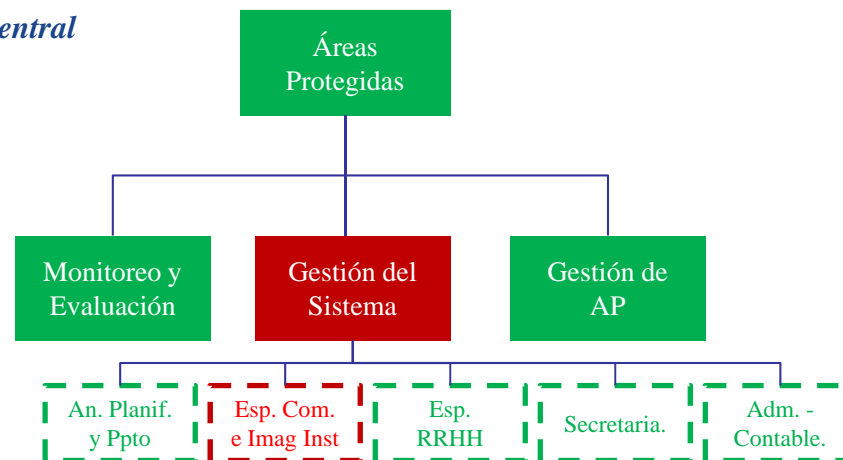 entral
Áreas
Protegidas
Monitoreo y
Evaluación
Gestión del
Sistema
Gestión de
AP
An. Planif.
y Ppto
Esp. Com.
e Imag Inst
Esp.
RRHH
Secretaria.
Adm. -
Contable.